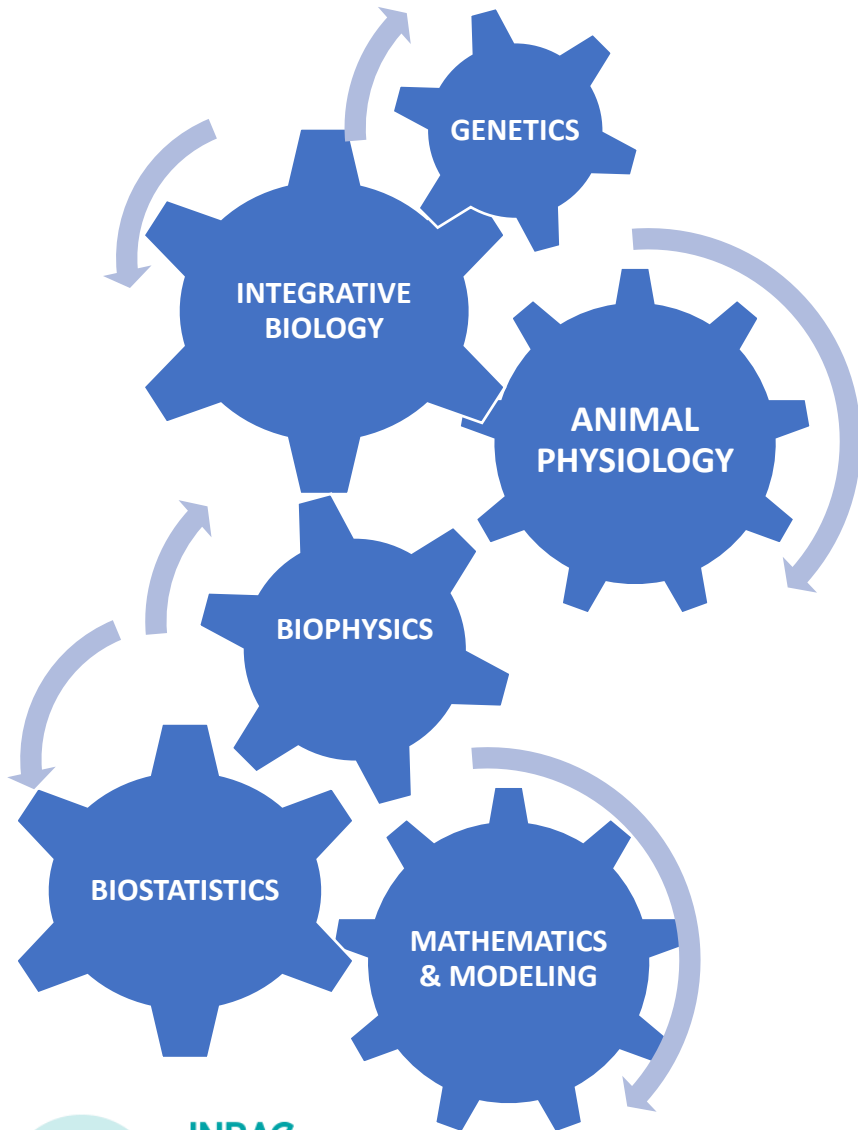 GENETICS
INTEGRATIVE
BIOLOGY
ANIMAL
PHYSIOLOGY
BIOPHYSICS
BIOSTATISTICS
MATHEMATICS
& MODELING